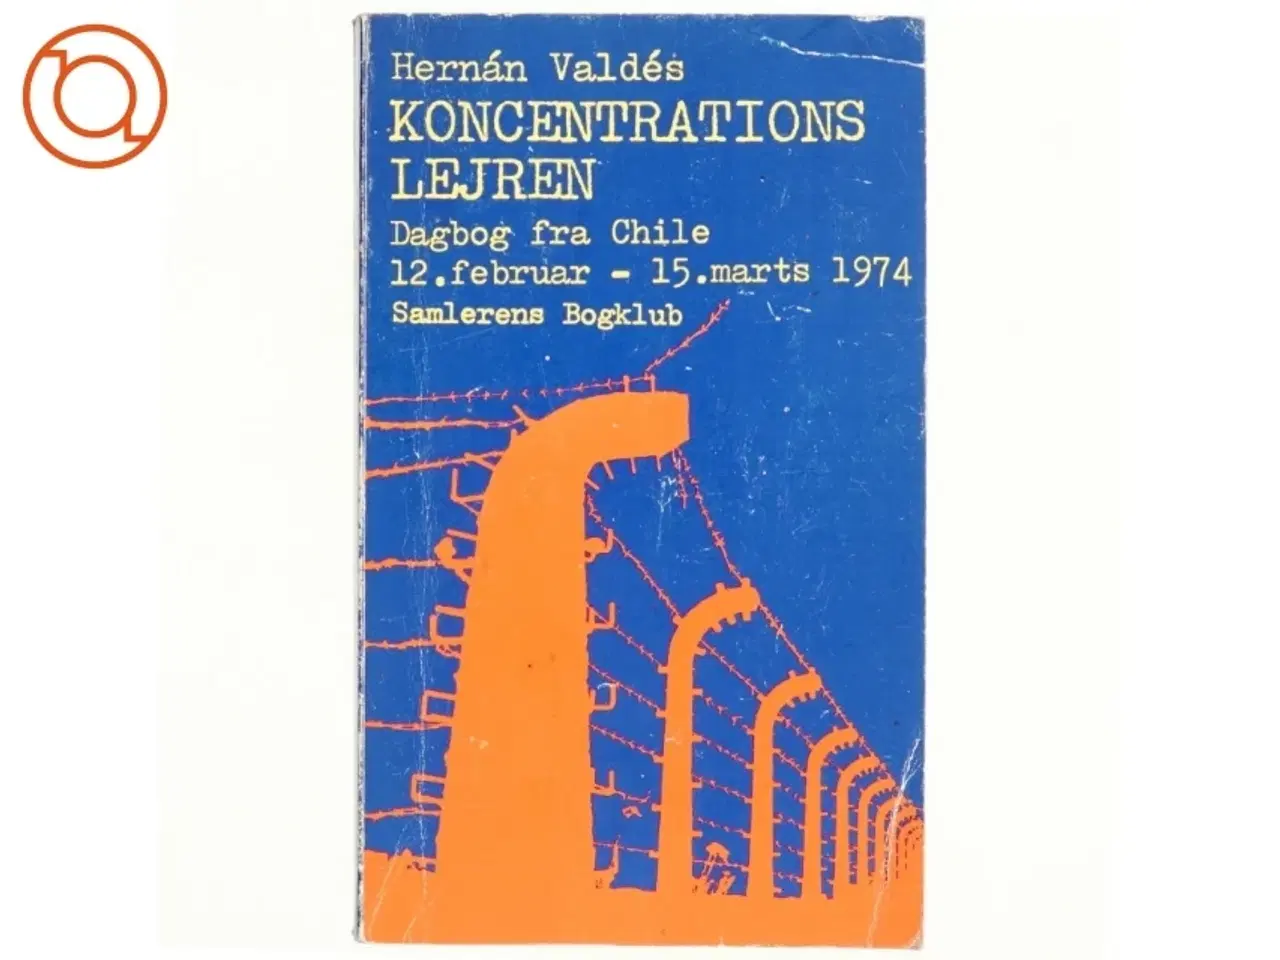 Hernán Valdés
KONCENTRATIONS
LEJREN
Dagbog fra Chile
12.februar - 15.marts 1974
Samlerens Bogklub